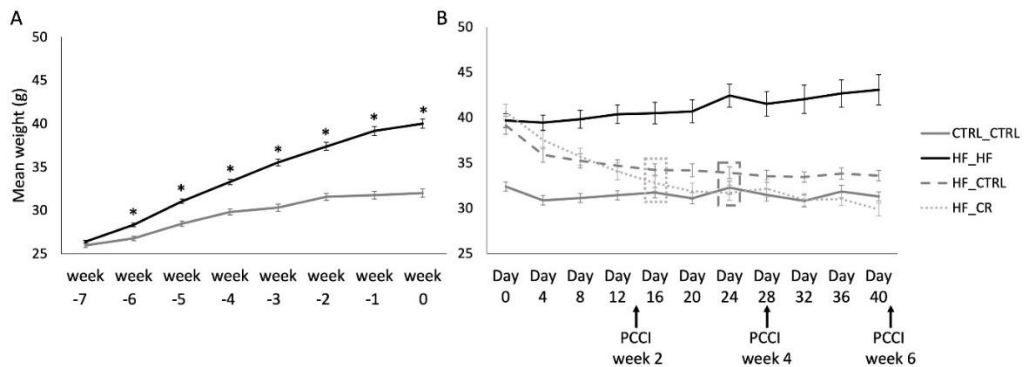 A
B
50
45
40
35
30
25
Mean weight (g)
* * * * * * *
week week week week week week week week
-7 -6 -5 -4 -3 -2 -1 0
50
45
40
35
30
25
Day Day Day Day Day Day Day Day Day Day Day
0 4 8 12 16 20 24 28 32 36 40
PCCI PCCI PCCI
week 2 week 4 week 6
CTRL_CTRL
HF_HF
HF_CTRL
HF_CR